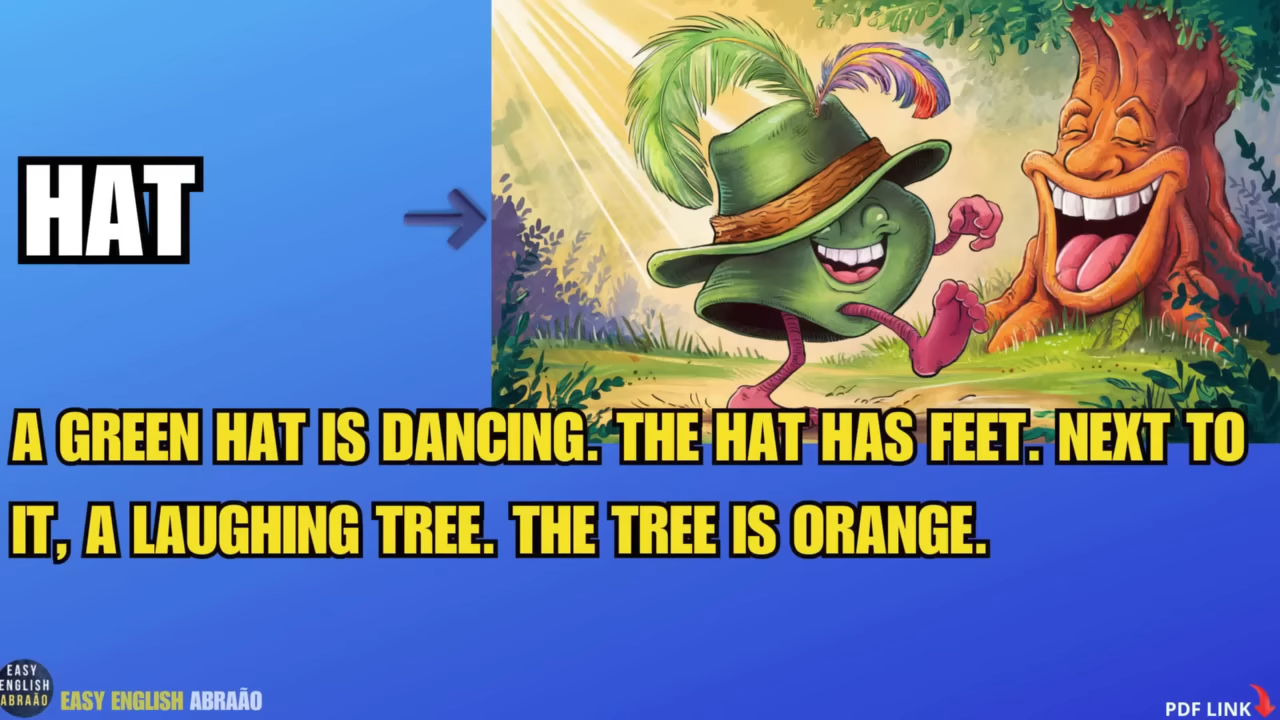 HAT
A GREEN HAT IS DANCING. THE HAT HAS FEET. NEXT TO
IT, A LAUGHING TREE. THE TREE IS ORANGE.
EASY
ENGLISH
ABRAÃO
EASY ENGLISH ABRAÃO
PDF LINK